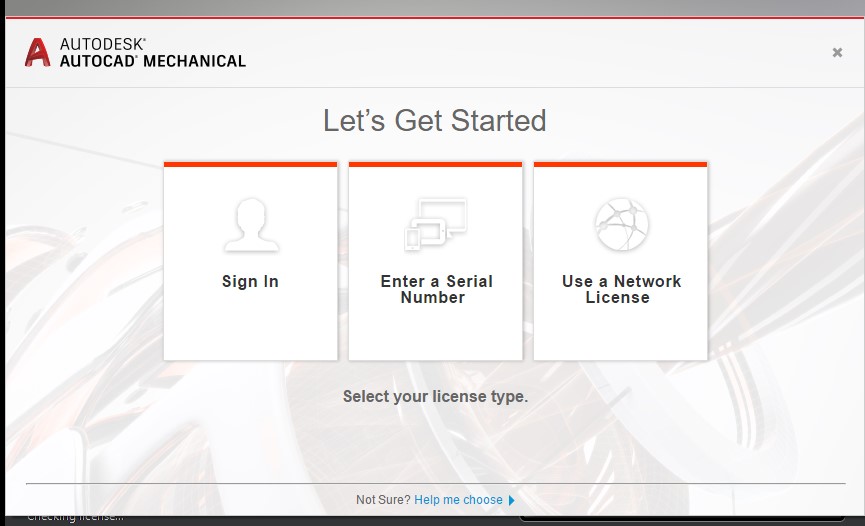 AUTODESK®
AUTOCAD® MECHANICAL
Let's Get Started
Sign In
Enter a Serial
Number
Use a Network
License
Select your license type.
Not Sure? Help me choose
Checking license...